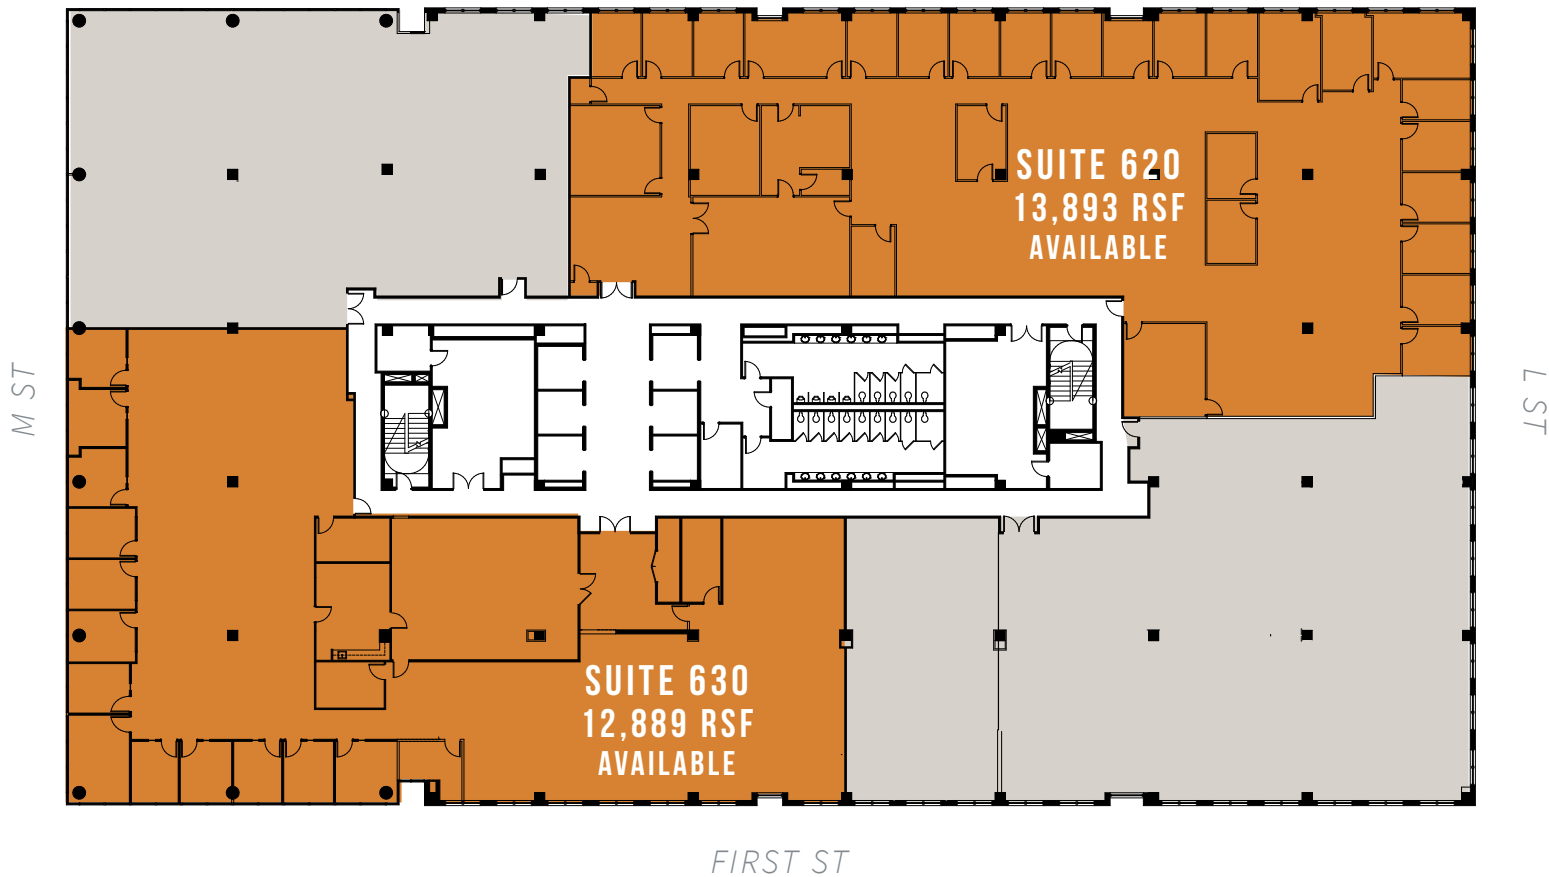 SUITE 620
13,893 RSF
AVAILABLE
M ST
L ST
SUITE 630
12,889 RSF
AVAILABLE
FIRST ST